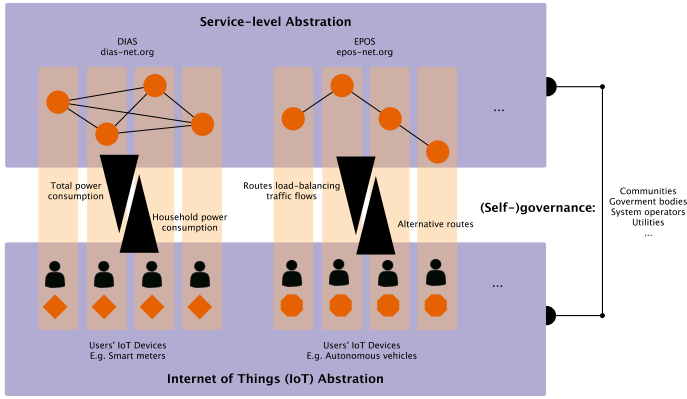 Service-level Abstration
DIAS
dias-net.org
EPOS
epos-net.org
...
Total power
consumption
Household power
consumption
Routes load-balancing
traffic flows
Alternative routes
(Self-)governance:
Communities
Goverment bodies
System operators
Utilities
...
...
Users' IoT Devices
E.g. Smart meters
Users' IoT Devices
E.g. Autonomous vehicles
Internet of Things (IoT) Abstration